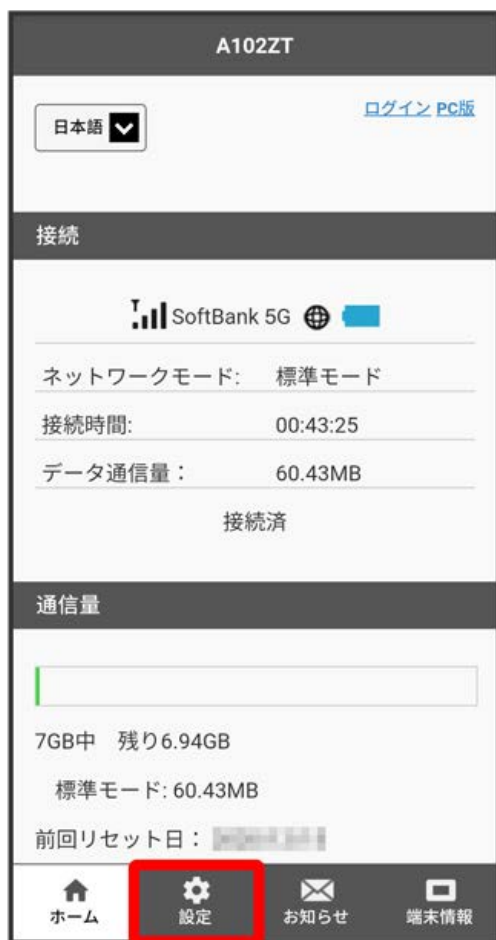 A102ZT
ログイン PC版
日本語
接続
SoftBank 5G
ネットワークモード: 標準モード
接続時間: 00:43:25
データ通信量： 60.43MB
接続済
通信量
7GB中 残り6.94GB
標準モード: 60.43MB
前回リセット日：
ホーム 設定 お知らせ 端末情報